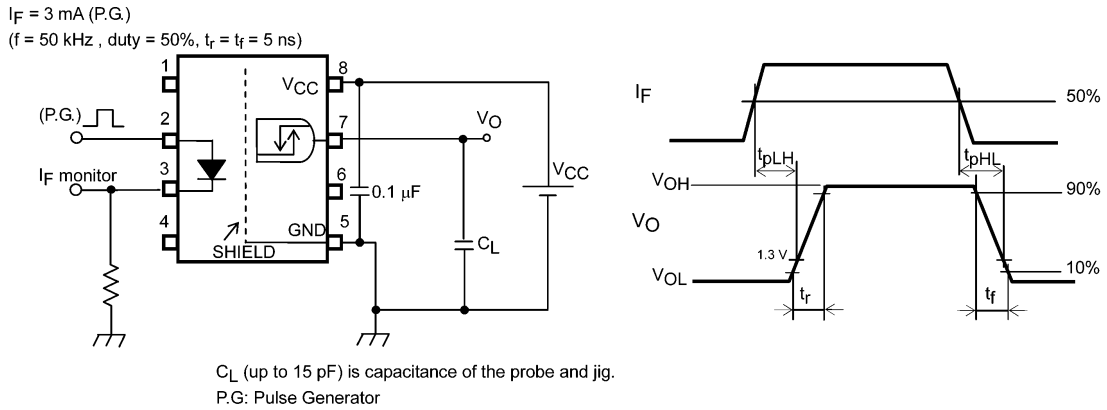 IF = 3 mA (P.G.)
(f = 50 kHz , duty = 50%, tr = tf = 5 ns)
1
8
VCC
(P.G.)
2
7
VO
IF monitor
3
6
0.1 μF
VCC
4
5
GND
SHIELD
CL
CL (up to 15 pF) is capacitance of the probe and jig.
P.G: Pulse Generator
IF
50%
tpLH
tpHL
VOH
90%
VO
1.3 V
10%
VOL
tr
tf